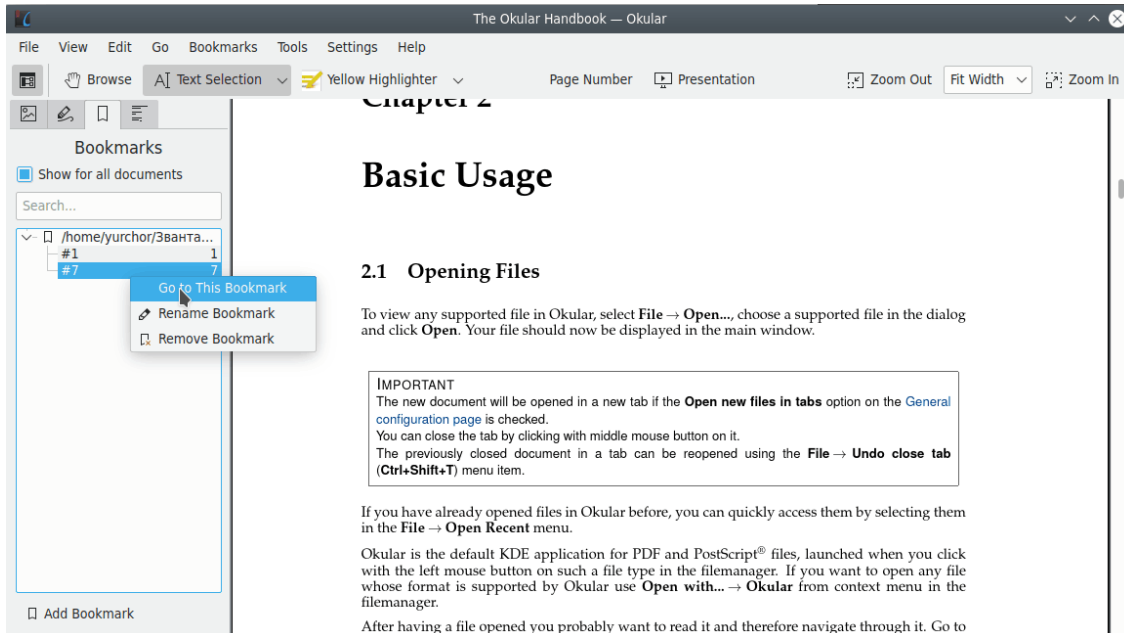 The Okular Handbook — Okular
File View Edit Go Bookmarks Tools Settings Help
Browse Text Selection Yellow Highlighter Page Number Presentation Zoom Out Fit Width Zoom In
Bookmarks
Show for all documents
Search...
/home/yurchor/Званта...
#1 1
#7 7
Go to This Bookmark
Rename Bookmark
Remove Bookmark
Add Bookmark
Chapter 2
Basic Usage
2.1 Opening Files
To view any supported file in Okular, select File → Open..., choose a supported file in the dialog
and click Open. Your file should now be displayed in the main window.
IMPORTANT
The new document will be opened in a new tab if the Open new files in tabs option on the General
configuration page is checked.
You can close the tab by clicking with middle mouse button on it.
The previously closed document in a tab can be reopened using the File → Undo close tab
(Ctrl+Shift+T) menu item.
If you have already opened files in Okular before, you can quickly access them by selecting them
in the File → Open Recent menu.
Okular is the default KDE application for PDF and PostScript® files, launched when you click
with the left mouse button on such a file type in the filemanager. If you want to open any file
whose format is supported by Okular use Open with... → Okular from context menu in the
filemanager.
After having a file opened you probably want to read it and therefore navigate through it. Go to